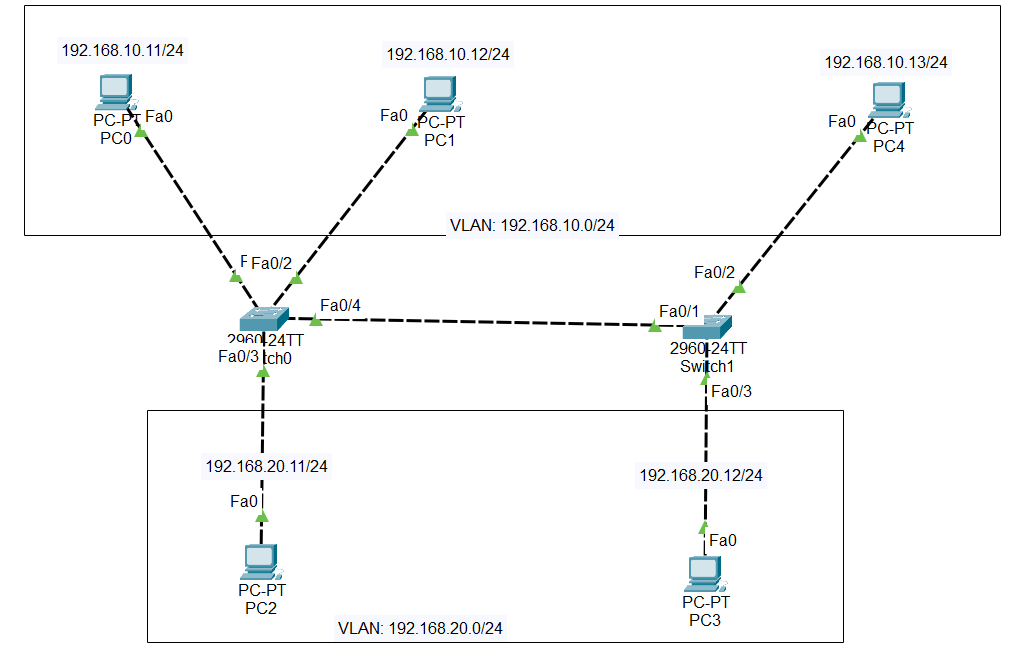 192.168.10.11/24
192.168.10.12/24
192.168.10.13/24
Fa0
PC-PT
PC0
Fa0
PC-PT
PC1
Fa0
PC-PT
PC4
VLAN: 192.168.10.0/24
Fa0/2
Fa0/2
Fa0/4
Fa0/1
2960-24TT
Fa0/3
tch0
2960-24TT
Switch1
Fa0/3
192.168.20.11/24
192.168.20.12/24
Fa0
Fa0
PC-PT
PC2
PC-PT
PC3
VLAN: 192.168.20.0/24